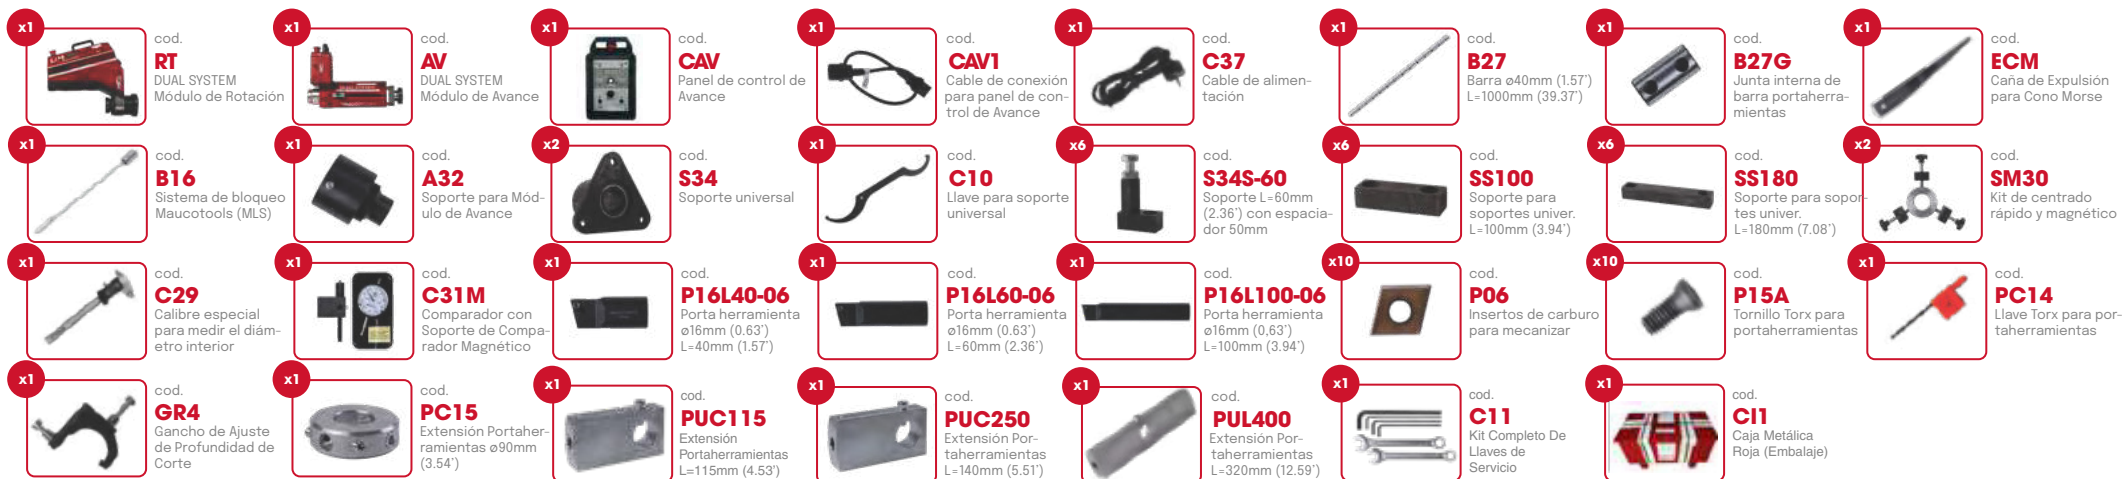 x1
cod.
RT
DUAL SYSTEM
Módulo de Rotación
x1
cod.
AV
DUAL SYSTEM
Módulo de Avance
x1
cod.
CAV
Panel de control de
Avance
x1
cod.
CAV1
Cable de conexión
para panel de con-
trol de Avance
x1
cod.
C37
Cable de alimen-
tación
x1
cod.
B27
Barra ø40mm (1.57')
L=1000mm (39.37')
x1
cod.
B27G
Junta interna de
barra portaherra-
mientas
x1
cod.
ECM
Caña de Expulsión
para Cono Morse
x1
cod.
B16
Sistema de bloqueo
Maucotools (MLS)
x1
cod.
A32
Soporte para Mód-
ulo de Avance
x2
cod.
S34
Soporte universal
x1
cod.
C10
Llave para soporte
universal
x6
cod.
S34S-60
Soporte L=60mm
(2.36') con espacia-
dor 50mm
x6
cod.
SS100
Soporte para
soportes univer.
L=100mm (3.94')
x6
cod.
SS180
Soporte para sopor-
tes univer.
L=180mm (7.08')
x2
cod.
SM30
Kit de centrado
rápido y magnético
x1
cod.
C29
Calibre especial
para medir el diám-
etro interior
x1
cod.
C31M
Comparador con
Soporte de Compa-
rador Magnético
x1
cod.
P16L40-06
Porta herramienta
ø16mm (0.63')
L=40mm (1.57')
x1
cod.
P16L60-06
Porta herramienta
ø16mm (0.63')
L=60mm (2.36')
x1
cod.
P16L100-06
Porta herramienta
ø16mm (0,63')
L=100mm (3.94')
x10
cod.
P06
Insertos de carburo
para mecanizar
x10
cod.
P15A
Tornillo Torx para
portaherramientas
x1
cod.
PC14
Llave Torx para por-
taherramientas
x1
cod.
GR4
Gancho de Ajuste
de Profundidad de
Corte
x1
cod.
PC15
Extensión Portaher-
ramientas ø90mm
(3.54')
x1
cod.
PUC115
Extensión
Portaherramientas
L=115mm (4.53')
x1
cod.
PUC250
Extensión Por-
taherramientas
L=140mm (5.51')
x1
cod.
PUL400
Extensión Por-
taherramientas
L=320mm (12.59')
x1
cod.
C11
Kit Completo De
Llaves de
Servicio
x1
cod.
CI1
Caja Metálica
Roja (Embalaje)